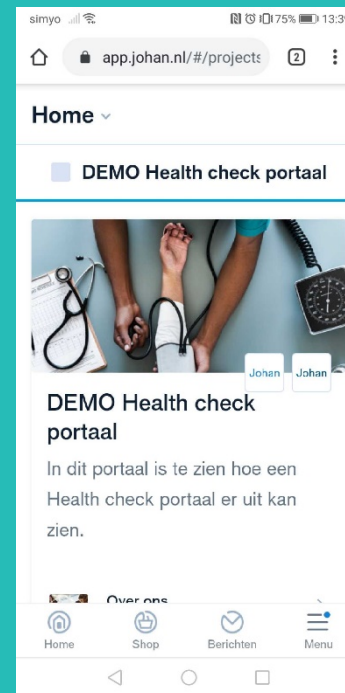 simyo 75% 13:39
app.johan.nl/#/projects 2
Home
DEMO Health check portaal
Johan Johan
DEMO Health check
portaal
In dit portaal is te zien hoe een
Health check portaal er uit kan
zien.
Over ons
Home Shop Berichten Menu